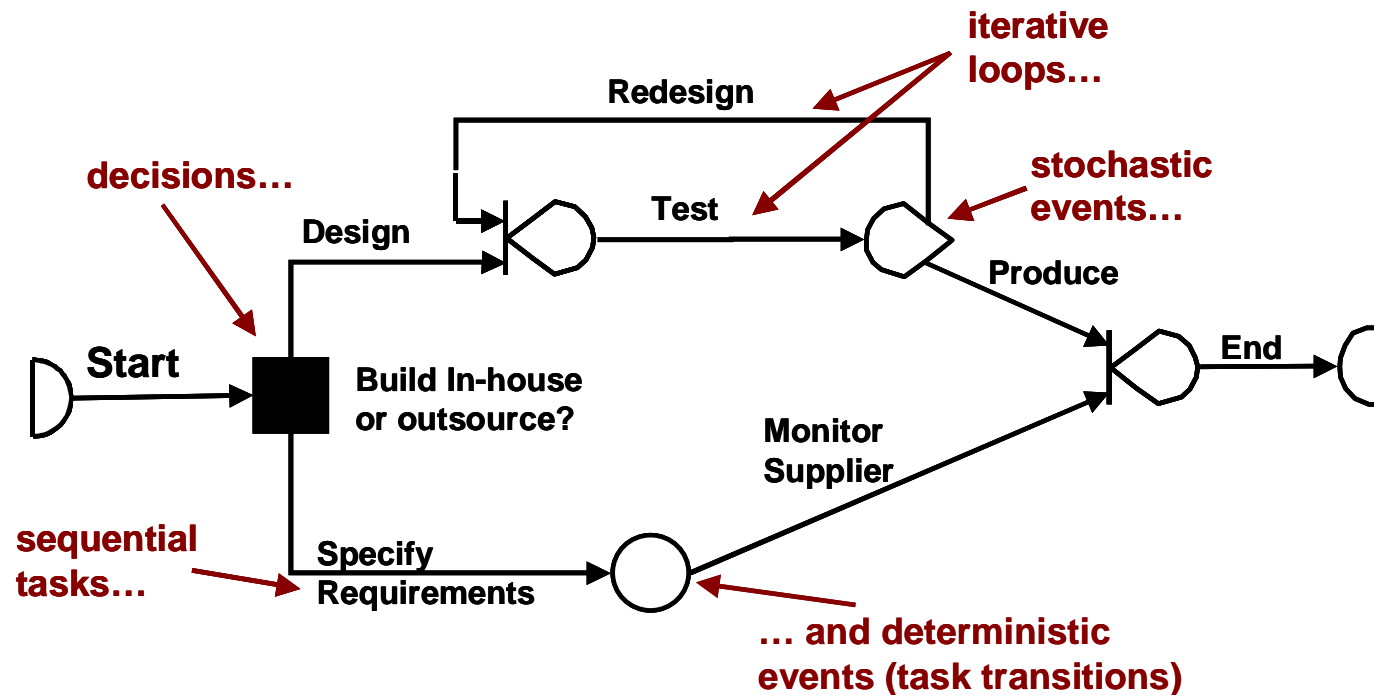 iterative
loops…
Redesign
decisions…
stochastic
events…
Test
Design
Produce
Start
End
Build In-house
or outsource?
Monitor
Supplier
sequential
tasks…
Specify
Requirements
… and deterministic
events (task transitions)